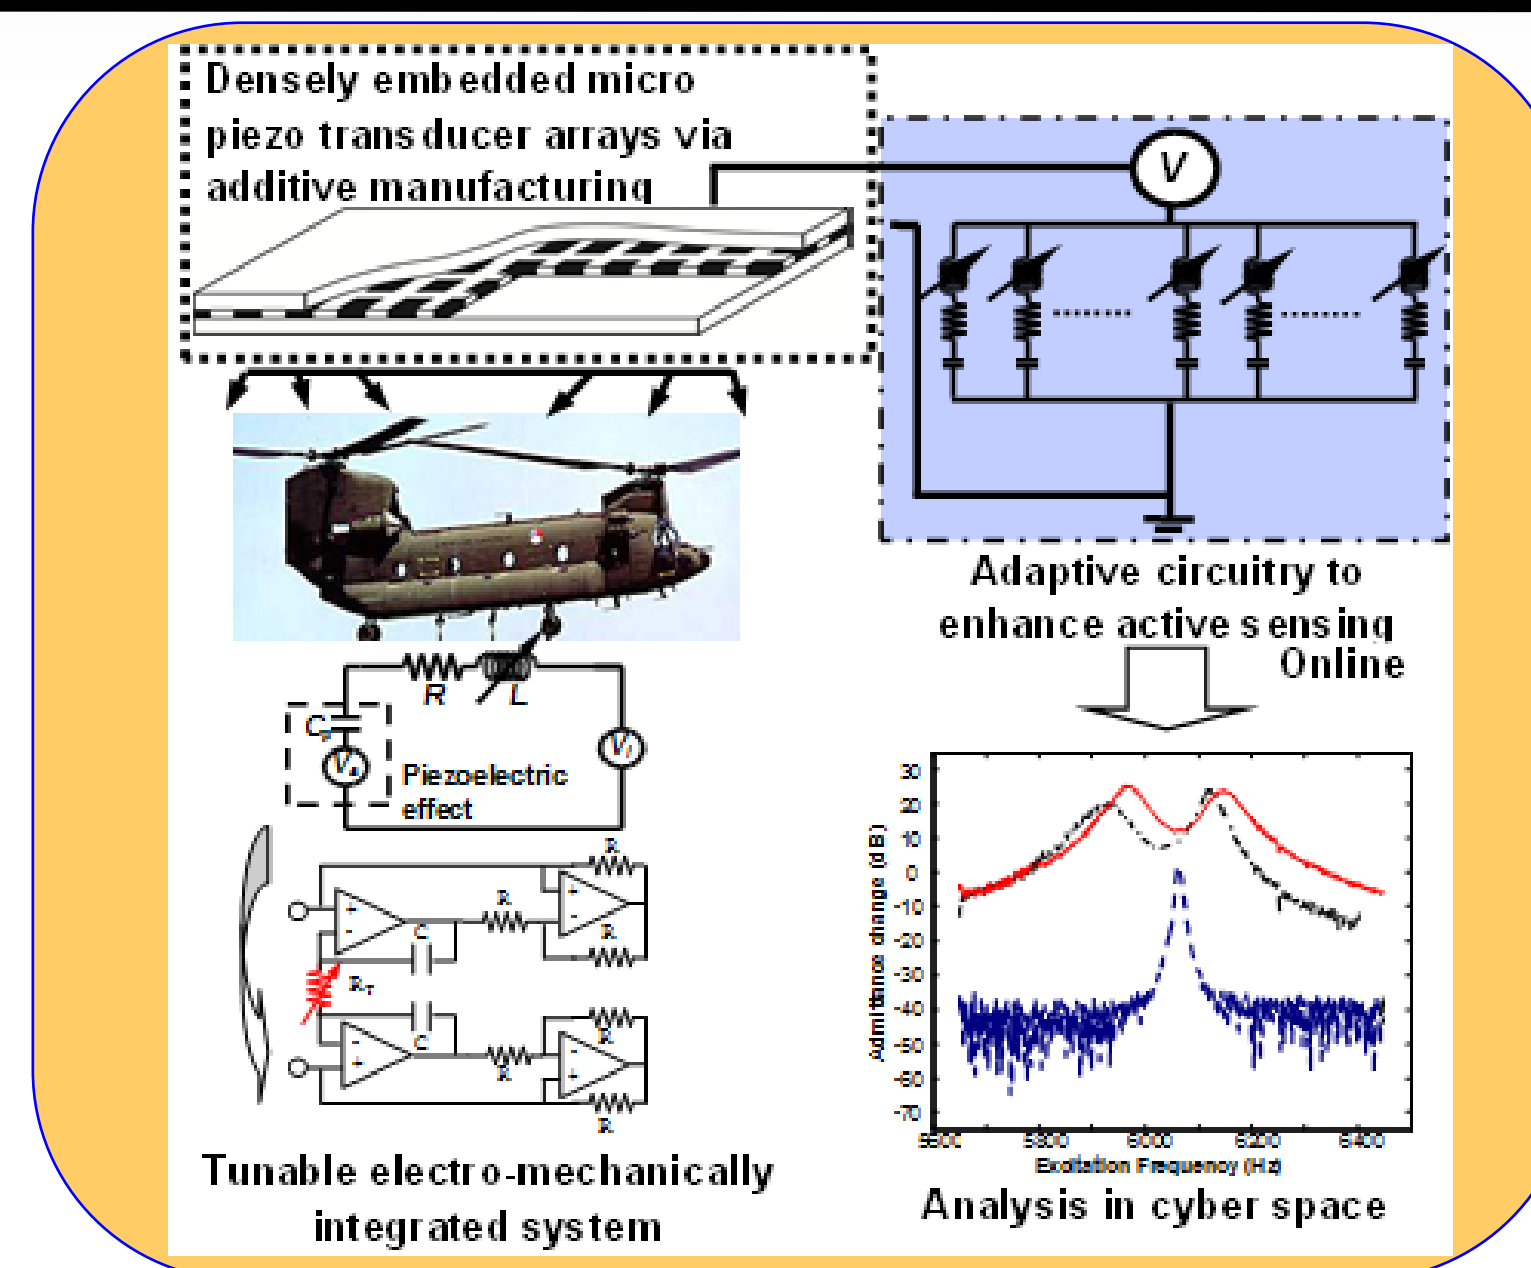 Densely embedded micro
piezo transducer arrays via
additive manufacturing
V
Adaptive circuitry to
enhance active sensing
Online
R
L
Piezoelectric
effect
R
C
R
R
R_T
C
R
R
R
Tunable electro-mechanically
integrated system
Admittance change (dB)
30
20
10
0
-10
-20
-30
-40
-50
-60
-70
5600 5800 6000 6200 6400
Excitation Frequency (Hz)
Analysis in cyber space